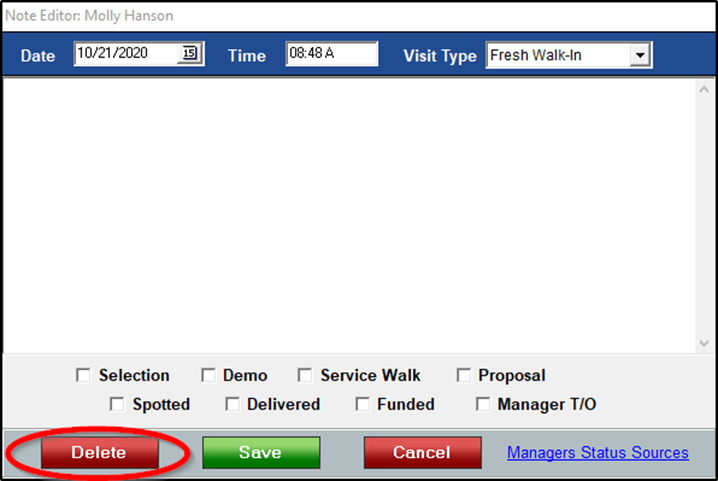 Note Editor: Molly Hanson
Date 10/21/2020 15 Time 08:48 A Visit Type Fresh Walk-In
Selection Demo Service Walk Proposal
Spotted Delivered Funded Manager T/O
Delete Save Cancel Managers Status Sources